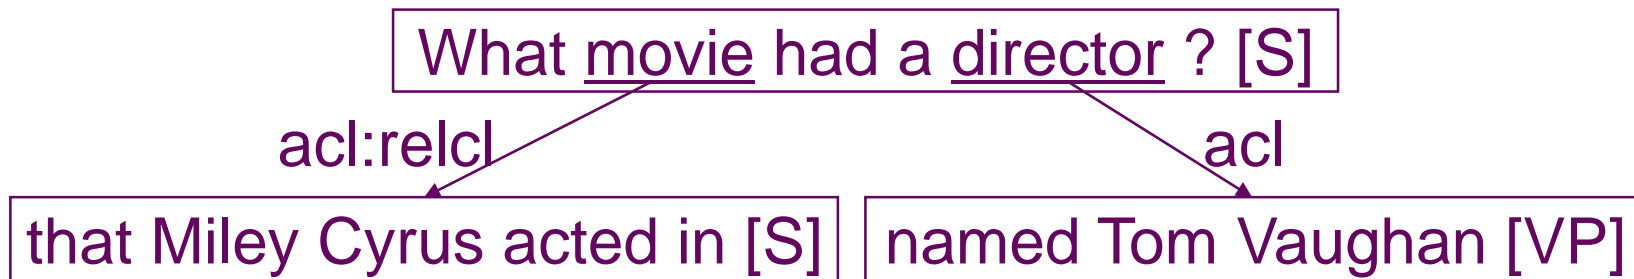 What movie had a director ? [S]
acl:relcl
acl
that Miley Cyrus acted in [S]
named Tom Vaughan [VP]